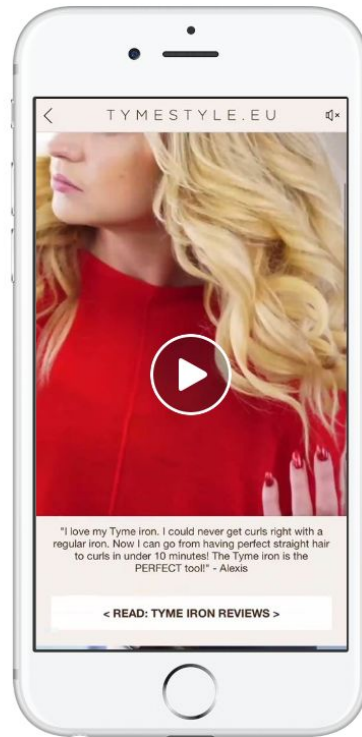 TYMESTYLE.EU
"I love my Tyme iron. I could never get curls right with a
regular iron. Now I can go from having perfect straight hair
to curls in under 10 minutes! The Tyme iron is the
PERFECT tool!" - Alexis
< READ: TYME IRON REVIEWS >